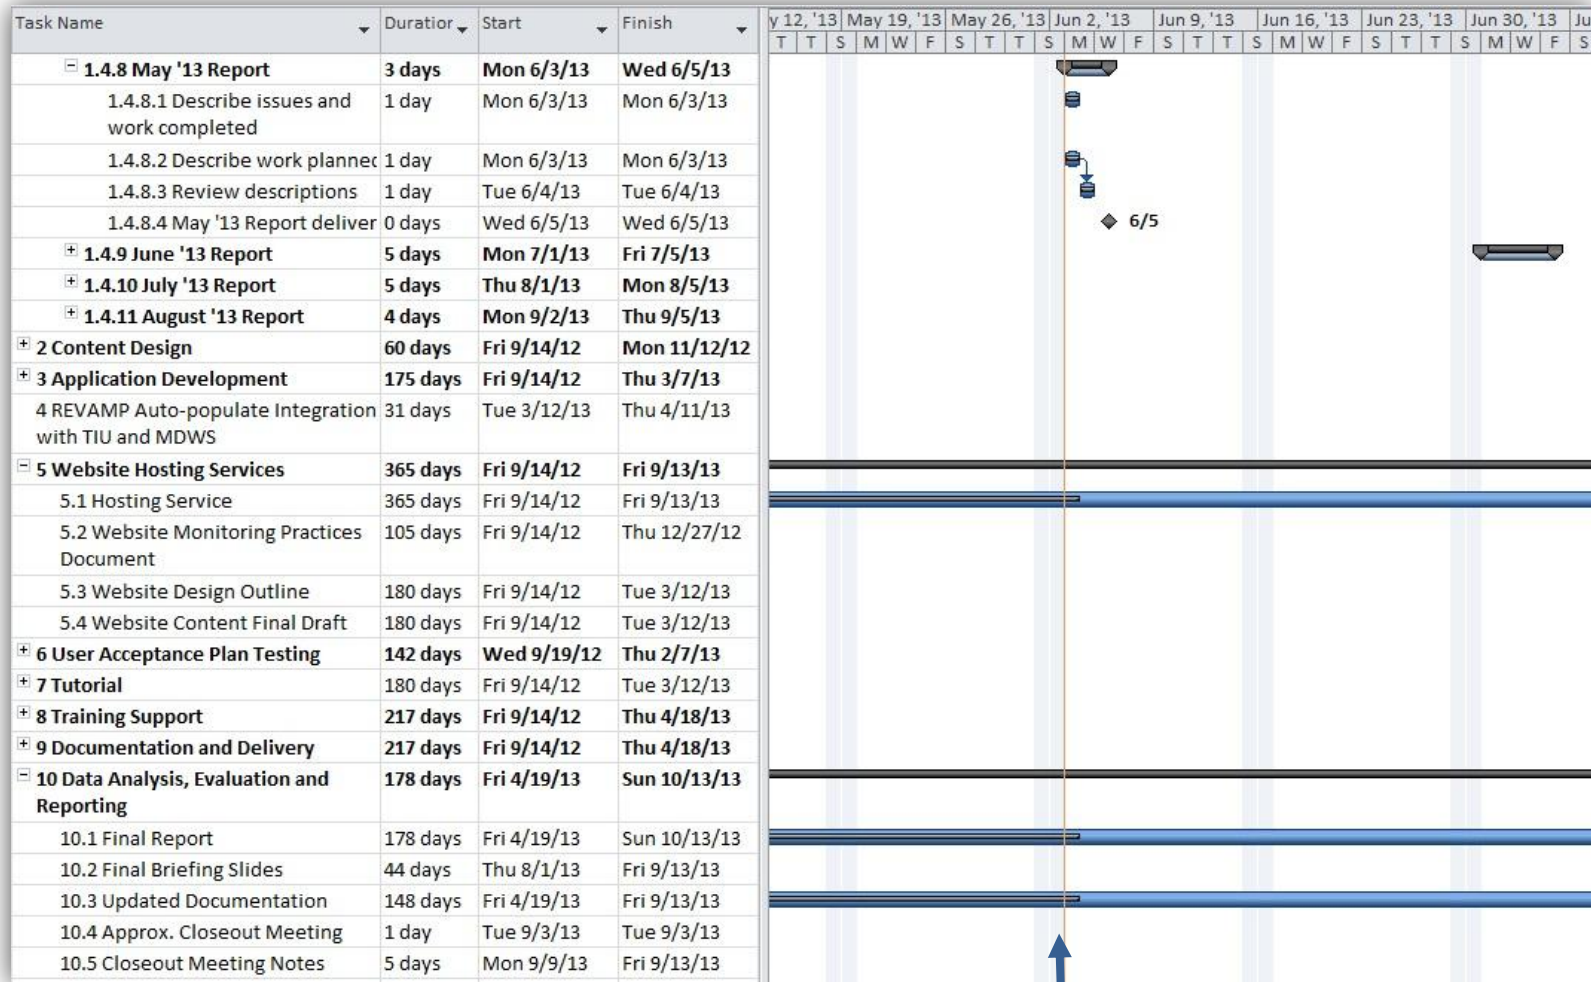 Task Name Duration Start Finish y 12, '13 May 19, '13 May 26, '13 Jun 2, '13 Jun 9, '13 Jun 16, '13 Jun 23, '13 Jun 30, '13 Ju
T T S M W F S T T S M W F S T T S M W F S T T S M W F S
1.4.8 May '13 Report 3 days Mon 6/3/13 Wed 6/5/13
1.4.8.1 Describe issues and 1 day Mon 6/3/13 Mon 6/3/13
work completed
1.4.8.2 Describe work planned 1 day Mon 6/3/13 Mon 6/3/13
1.4.8.3 Review descriptions 1 day Tue 6/4/13 Tue 6/4/13
1.4.8.4 May '13 Report deliver 0 days Wed 6/5/13 Wed 6/5/13 6/5
1.4.9 June '13 Report 5 days Mon 7/1/13 Fri 7/5/13
1.4.10 July '13 Report 5 days Thu 8/1/13 Mon 8/5/13
1.4.11 August '13 Report 4 days Mon 9/2/13 Thu 9/5/13
2 Content Design 60 days Fri 9/14/12 Mon 11/12/12
3 Application Development 175 days Fri 9/14/12 Thu 3/7/13
4 REVAMP Auto-populate Integration 31 days Tue 3/12/13 Thu 4/11/13
with TIU and MDWS
5 Website Hosting Services 365 days Fri 9/14/12 Fri 9/13/13
5.1 Hosting Service 365 days Fri 9/14/12 Fri 9/13/13
5.2 Website Monitoring Practices 105 days Fri 9/14/12 Thu 12/27/12
Document
5.3 Website Design Outline 180 days Fri 9/14/12 Tue 3/12/13
5.4 Website Content Final Draft 180 days Fri 9/14/12 Tue 3/12/13
6 User Acceptance Plan Testing 142 days Wed 9/19/12 Thu 2/7/13
7 Tutorial 180 days Fri 9/14/12 Tue 3/12/13
8 Training Support 217 days Fri 9/14/12 Thu 4/18/13
9 Documentation and Delivery 217 days Fri 9/14/12 Thu 4/18/13
10 Data Analysis, Evaluation and 178 days Fri 4/19/13 Sun 10/13/13
Reporting
10.1 Final Report 178 days Fri 4/19/13 Sun 10/13/13
10.2 Final Briefing Slides 44 days Thu 8/1/13 Fri 9/13/13
10.3 Updated Documentation 148 days Fri 4/19/13 Fri 9/13/13
10.4 Approx. Closeout Meeting 1 day Tue 9/3/13 Tue 9/3/13
10.5 Closeout Meeting Notes 5 days Mon 9/9/13 Fri 9/13/13